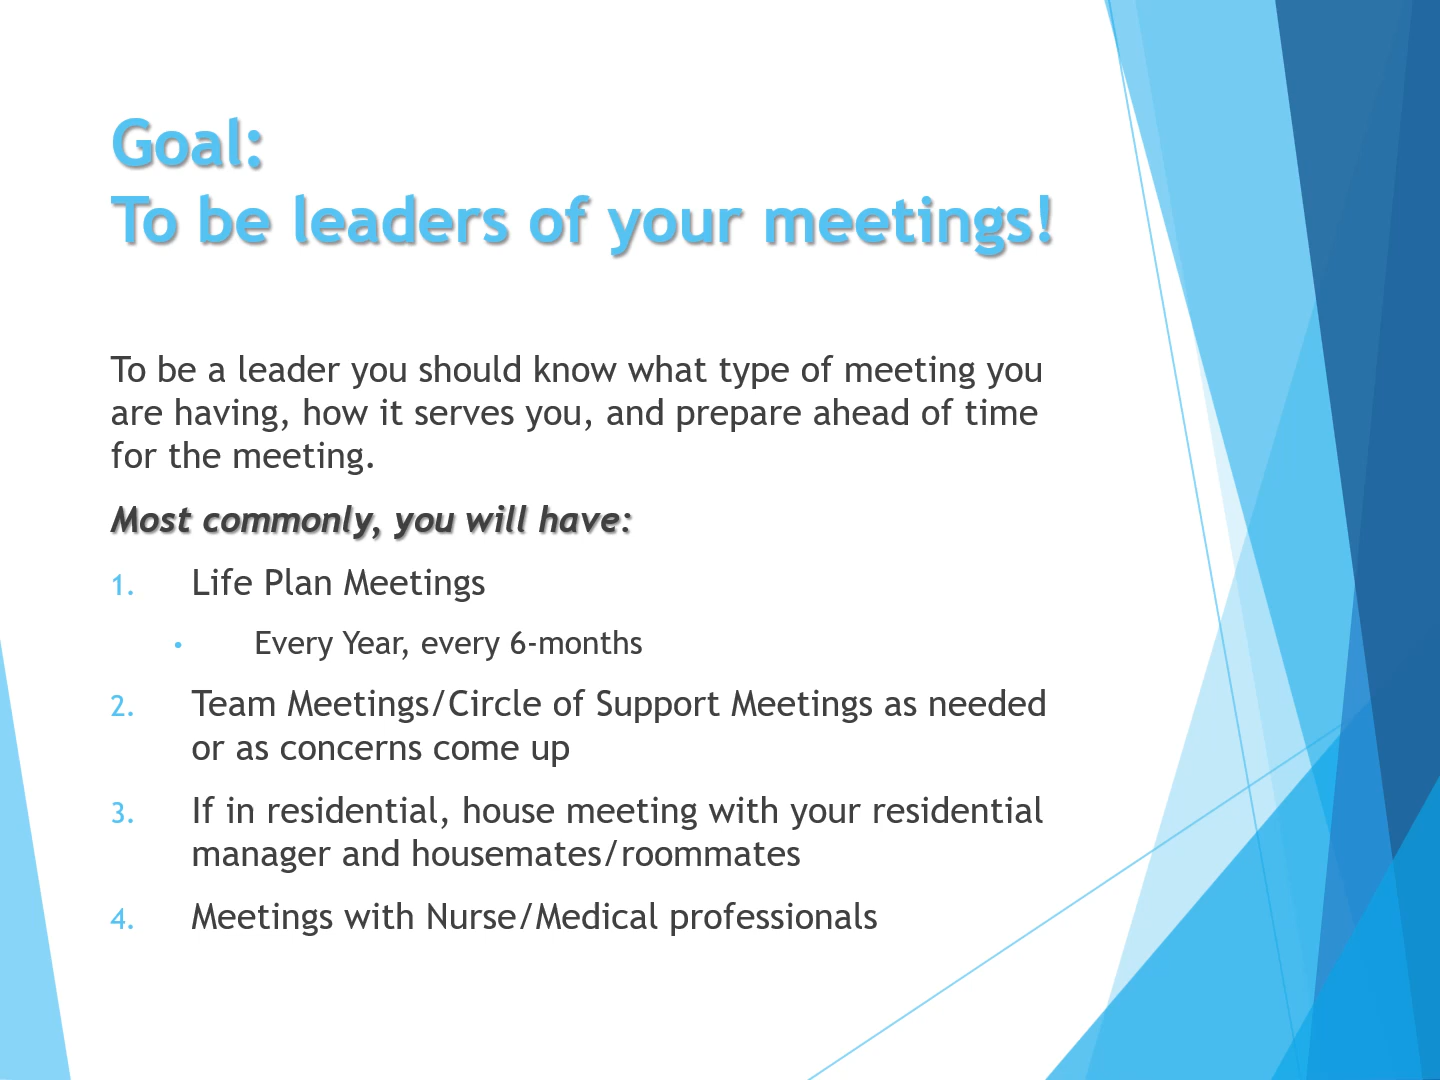 Goal:
To be leaders of your meetings!
To be a leader you should know what type of meeting you
are having, how it serves you, and prepare ahead of time
for the meeting.
Most commonly, you will have:
1. Life Plan Meetings
• Every Year, every 6-months
2. Team Meetings/Circle of Support Meetings as needed
or as concerns come up
3. If in residential, house meeting with your residential
manager and housemates/roommates
4. Meetings with Nurse/Medical professionals